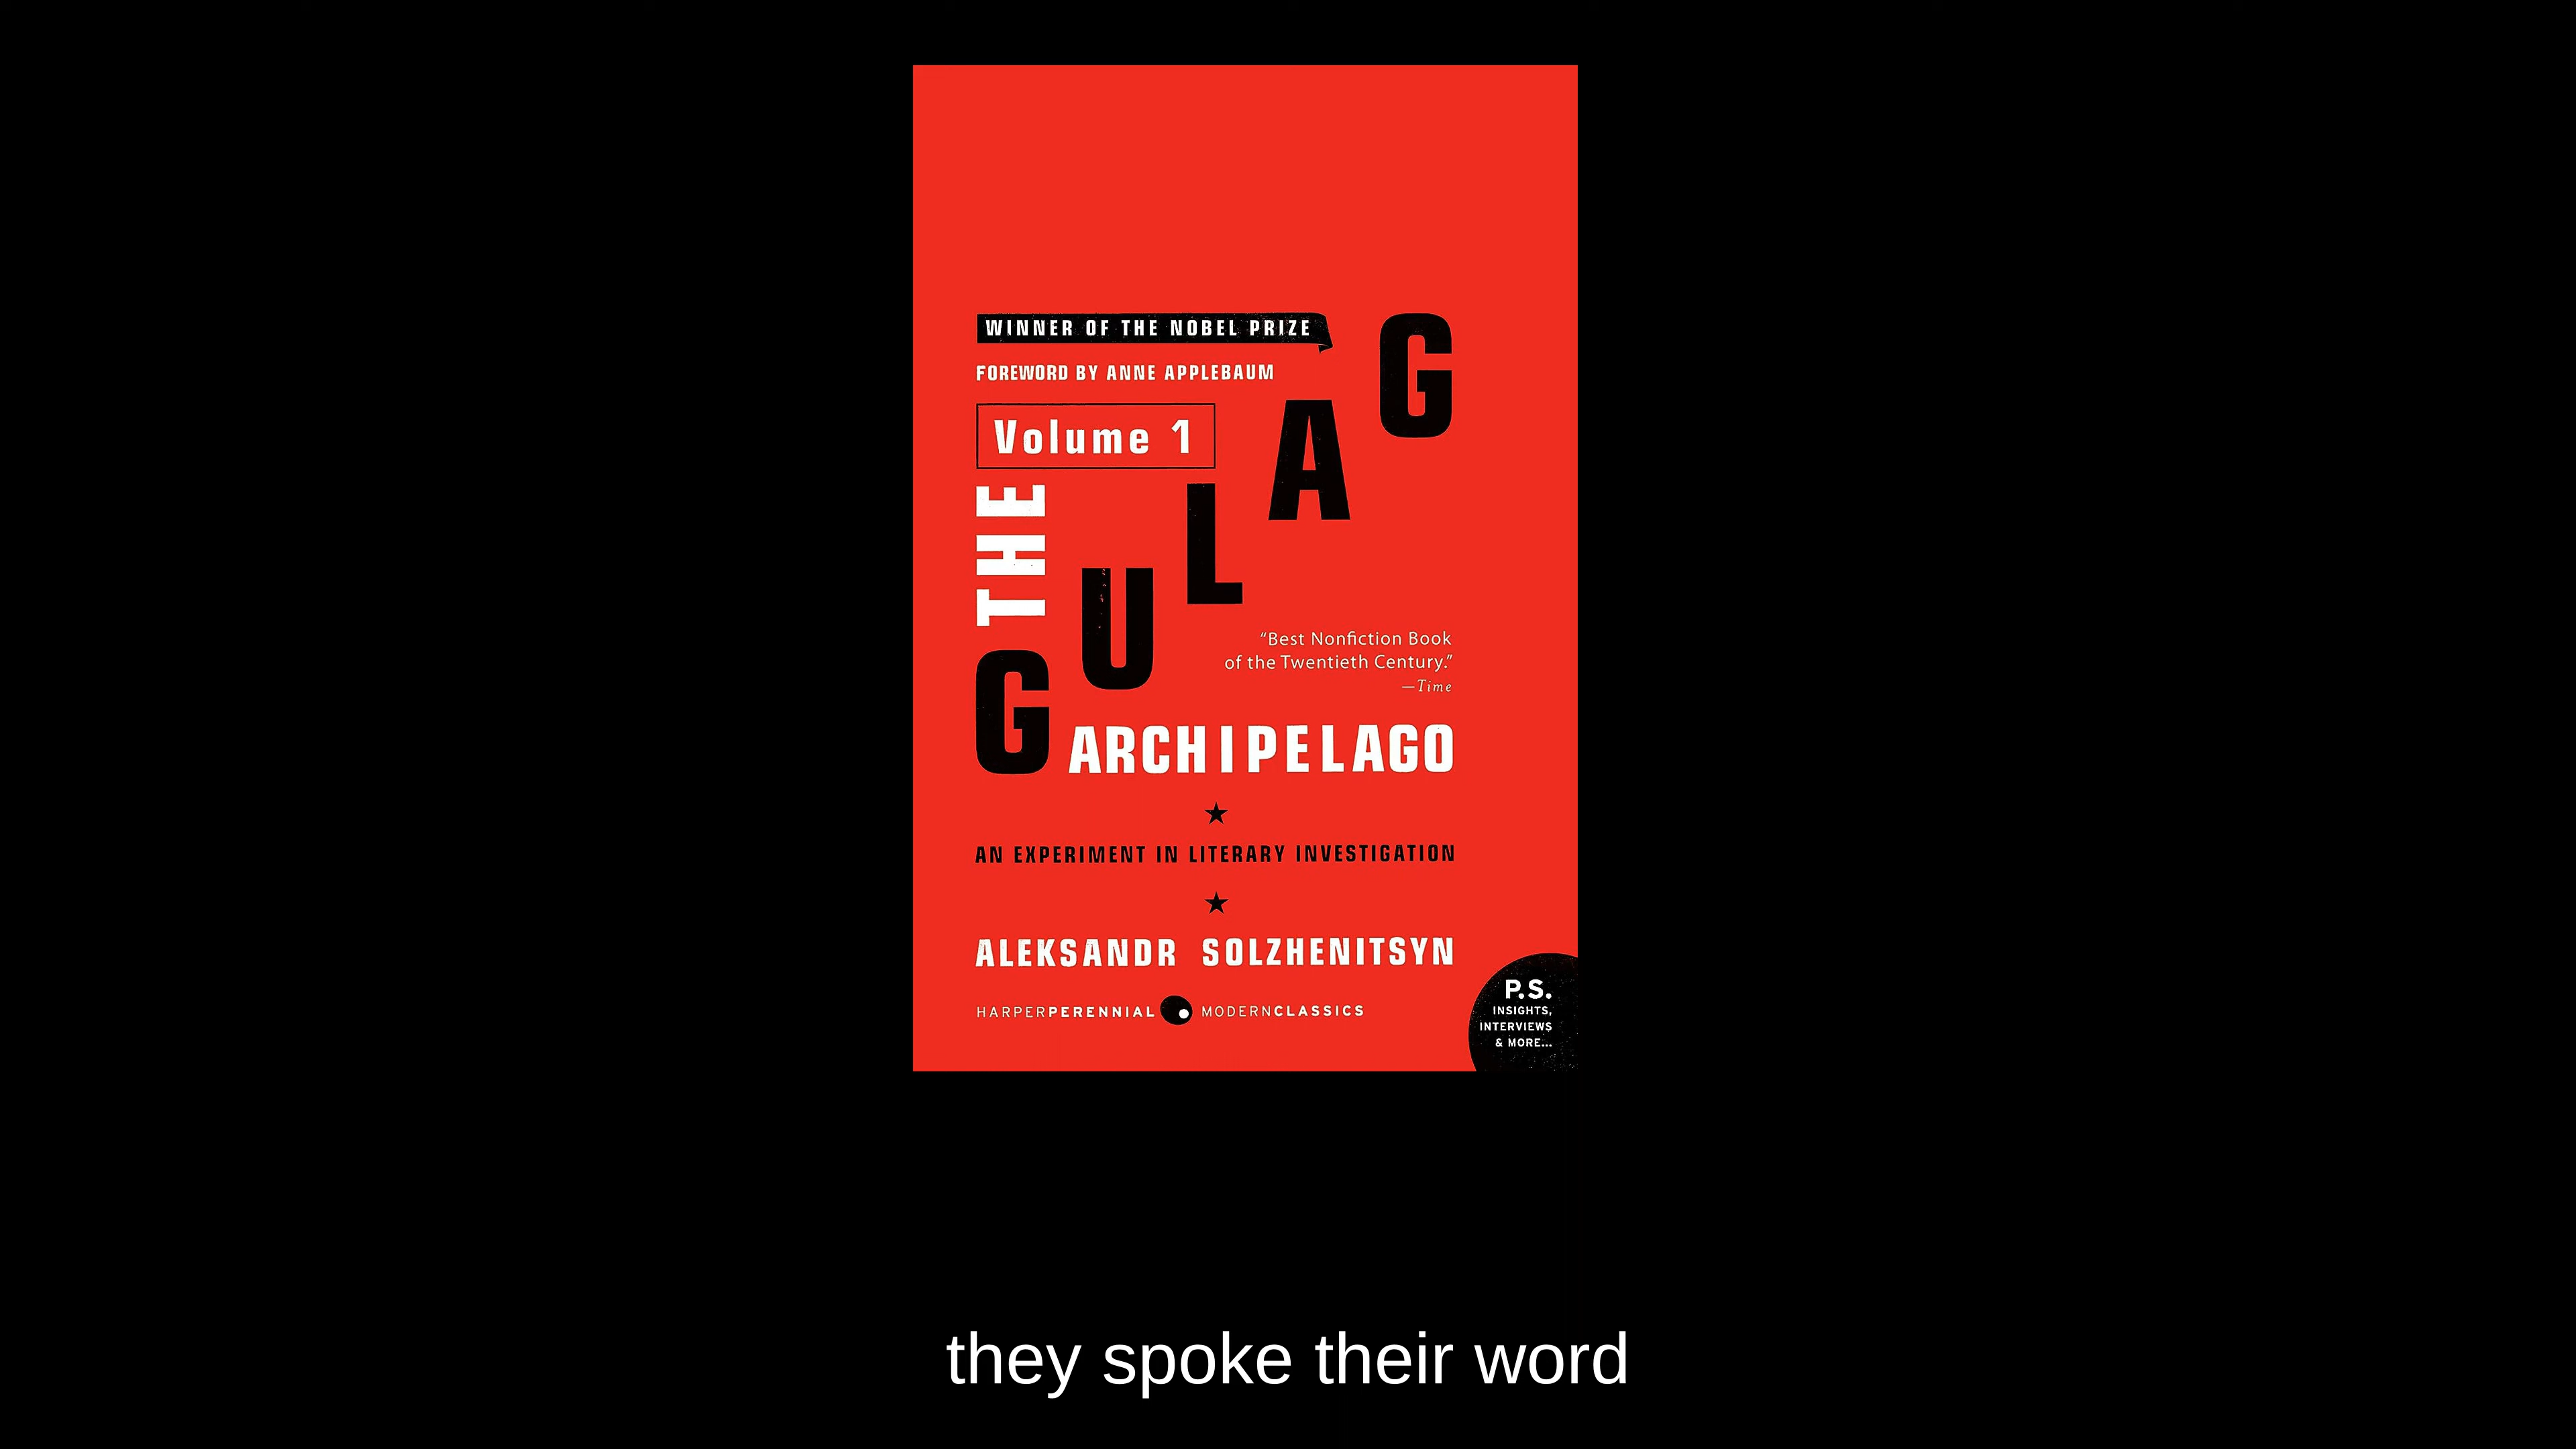 WINNER OF THE NOBEL PRIZE
FOREWORD BY ANNE APPLEBAUM
Volume 1
THE
GULAG
"Best Nonfiction Book
of the Twentieth Century."
—Time
ARCHIPELAGO
AN EXPERIMENT IN LITERARY INVESTIGATION
ALEKSANDR SOLZHENITSYN
HARPERPERENNIAL MODERNCLASSICS
P.S.
INSIGHTS,
INTERVIEWS
& MORE...
they spoke their word